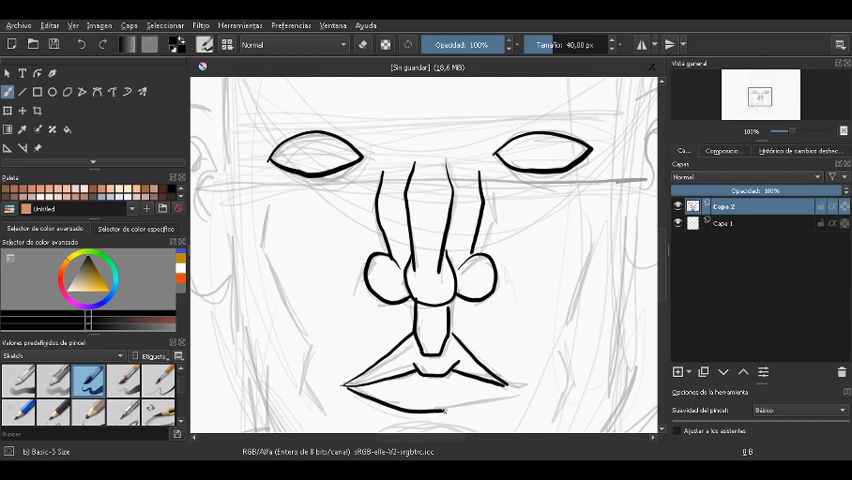 Archivo Editar Ver Imagen Capa Seleccionar Filtro Herramientas Preferencias Ventana Ayuda
Normal Opacidad: 100% Tamaño: 40,00 px
[Sin guardar] (18,6 MiB) Vista general
100%
Ca... Composicio... Histórico de cambios deshec...
Capas
Normal
Opacidad: 100%
Capa 2
Capa 1
Paleta
Untitled
Selector de color avanzado Selector de color específico
Selector de color avanzado
Valores predefinidos de pincel
Sketch Etiqueta
Buscar
Opciones de la herramienta
Suavidad del pincel: Básico
Ajustar a los asistentes
b) Basic-5 Size RGB/Alfa (Entero de 8 bits/canal) sRGB-elle-V2-srgbtrc.icc 0 B